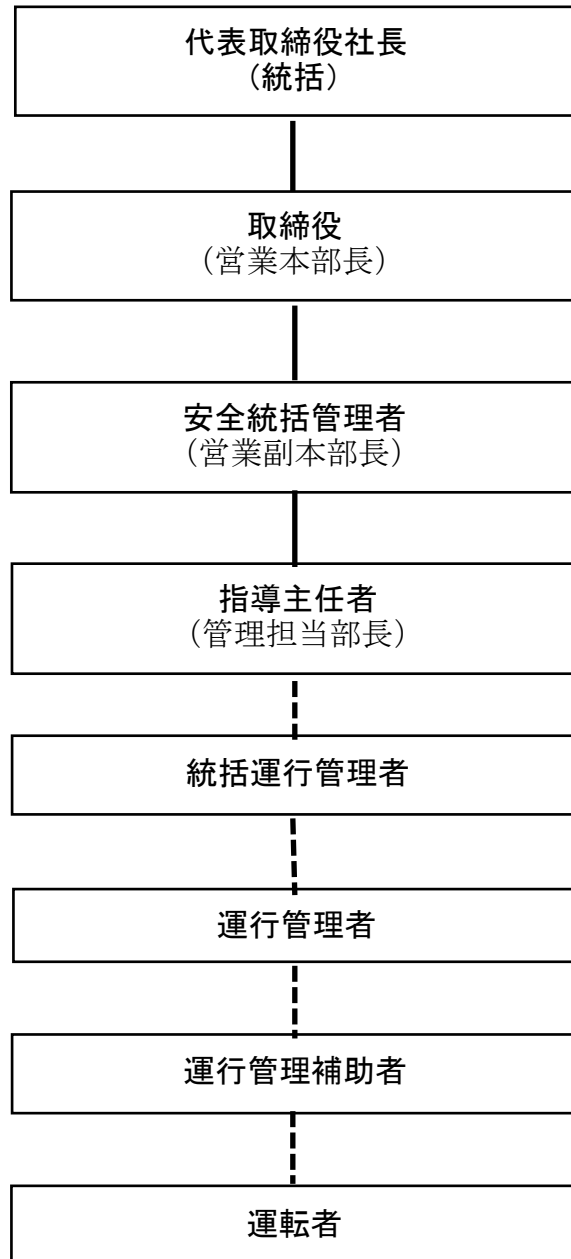 代表取締役社長
（統括）
取締役
（営業本部長）
安全統括管理者
（営業副本部長）
指導主任者
（管理担当部長）
統括運行管理者
運行管理者
運行管理補助者
運転者